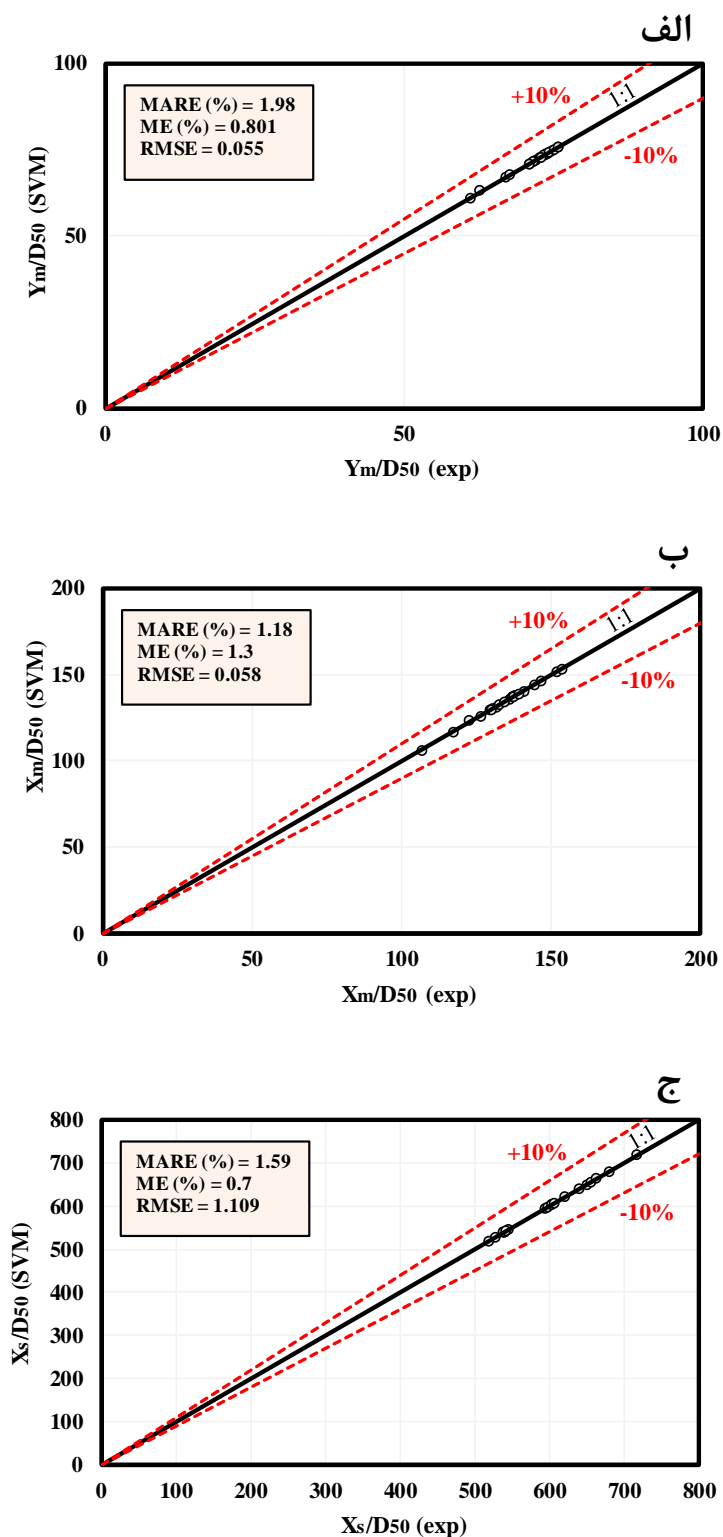 الف
100
50
0
0
50
100
Ym/D50 (SVM)
Ym/D50 (exp)
MARE (%) = 1.98
ME (%) = 0.801
RMSE = 0.055
+10%
1:1
-10%
ب
200
150
100
50
0
0
50
100
150
200
Xm/D50 (SVM)
Xm/D50 (exp)
MARE (%) = 1.18
ME (%) = 1.3
RMSE = 0.058
+10%
1:1
-10%
ج
800
700
600
500
400
300
200
100
0
0
100
200
300
400
500
600
700
800
Xs/D50 (SVM)
Xs/D50 (exp)
MARE (%) = 1.59
ME (%) = 0.7
RMSE = 1.109
+10%
1:1
-10%